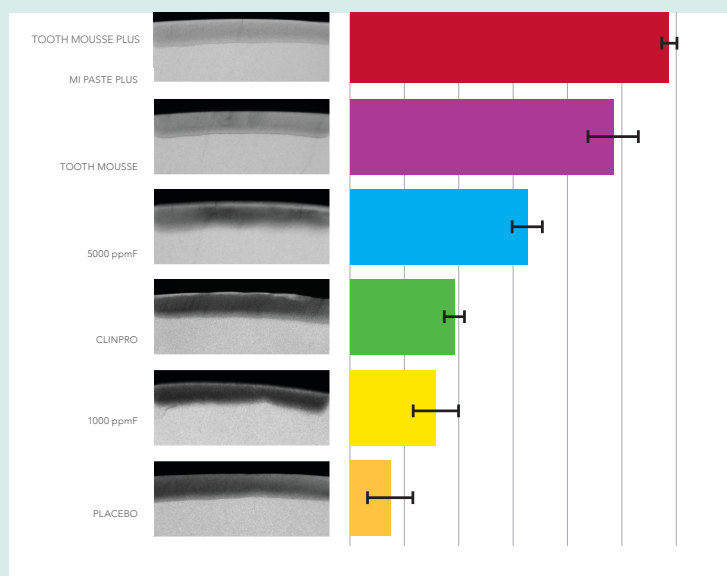 TOOTH MOUSSE PLUS
MI PASTE PLUS
TOOTH MOUSSE
5000 ppmF
CLINPRO
1000 ppmF
PLACEBO